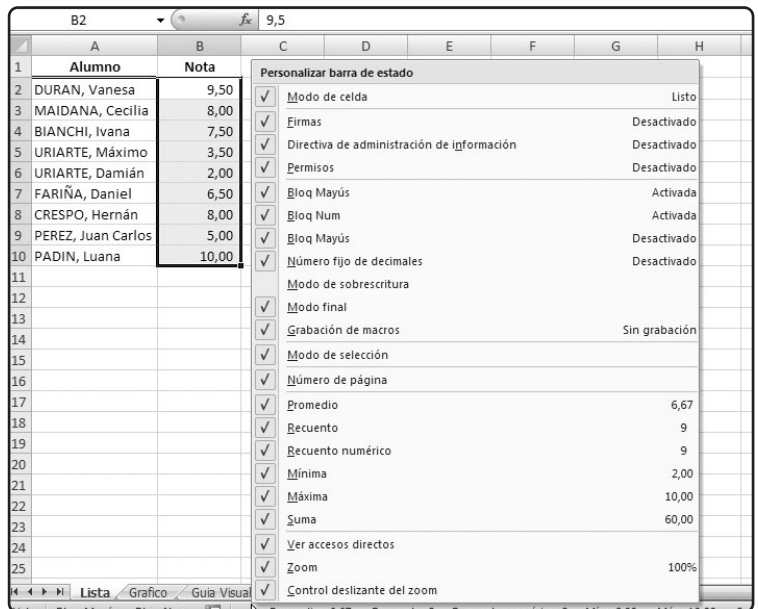 B2 fx 9,5
A B C D E F G H
1 Alumno Nota
2 DURAN, Vanesa 9,50
3 MAIDANA, Cecilia 8,00
4 BIANCHI, Ivana 7,50
5 URIARTE, Máximo 3,50
6 URIARTE, Damián 2,00
7 FARIÑA, Daniel 6,50
8 CRESPO, Hernán 8,00
9 PEREZ, Juan Carlos 5,00
10 PADIN, Luana 10,00
11
12
13
14
15
16
17
18
19
20
21
22
23
24
25
Personalizar barra de estado
Modo de celda Listo
Firmas Desactivado
Directiva de administración de información Desactivado
Permisos Desactivado
Bloq Mayús Activada
Bloq Num Activada
Bloq Mayús Desactivado
Número fijo de decimales Desactivado
Modo de sobrescritura
Modo final
Grabación de macros Sin grabación
Modo de selección
Número de página
Promedio 6,67
Recuento 9
Recuento numérico 9
Mínima 2,00
Máxima 10,00
Suma 60,00
Ver accesos directos
Zoom 100%
Control deslizante del zoom
Lista Grafico Guia Visual